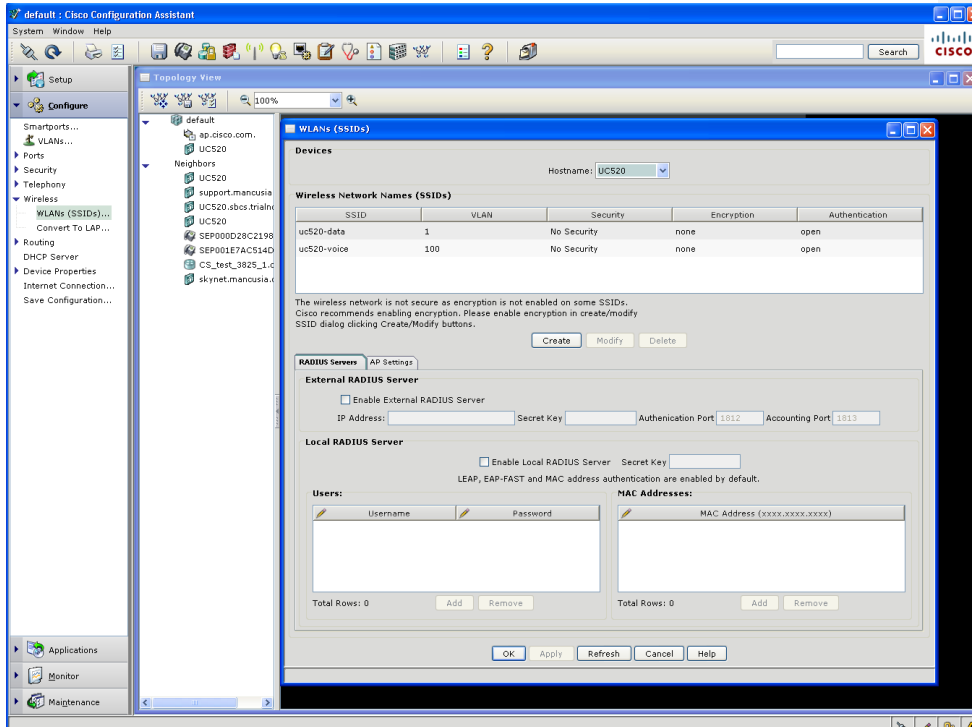 default : Cisco Configuration Assistant
System Window Help
Search
CISCO
Setup
Configure
Smartports...
VLANs...
Ports
Security
Telephony
Wireless
WLANs (SSIDs)...
Convert To LAP...
Routing
DHCP Server
Device Properties
Internet Connection...
Save Configuration...
Applications
Monitor
Maintenance
Topology View
100%
default
ap.cisco.com.
UC520
Neighbors
UC520
support.mancusia
UC520.sbcs.trialn
UC520
SEP000D28C2198
SEP001E7AC514D
CS_test_3825_1.c
skynet.mancusia.c
WLANs (SSIDs)
Devices
Hostname: UC520
Wireless Network Names (SSIDs)
SSID VLAN Security Encryption Authentication
uc520-data 1 No Security none open
uc520-voice 100 No Security none open
The wireless network is not secure as encryption is not enabled on some SSIDs.
Cisco recommends enabling encryption. Please enable encryption in create/modify
SSID dialog clicking Create/Modify buttons.
Create Modify Delete
RADIUS Servers AP Settings
External RADIUS Server
Enable External RADIUS Server
IP Address: Secret Key Authenication Port 1812 Accounting Port 1813
Local RADIUS Server
Enable Local RADIUS Server Secret Key
LEAP, EAP-FAST and MAC address authentication are enabled by default.
Users: MAC Addresses:
Username Password MAC Address (xxxx.xxxx.xxxx)
Total Rows: 0 Add Remove Total Rows: 0 Add Remove
OK Apply Refresh Cancel Help